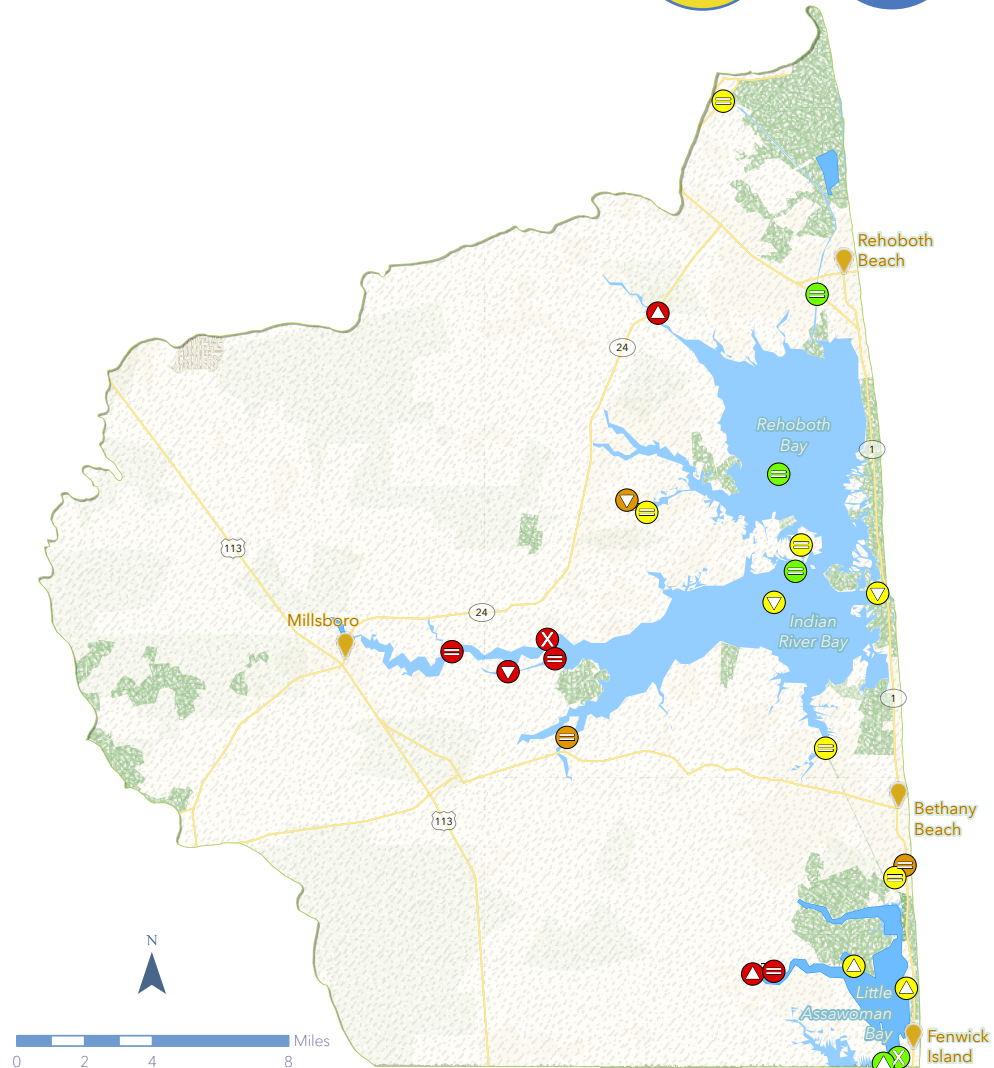 Rehoboth
Beach
24
Rehoboth
Bay
1
113
24
Millsboro
Indian
River Bay
1
Bethany
Beach
113
N
Little
Assawoman
Bay
Fenwick
Island
Miles
0 2 4 8